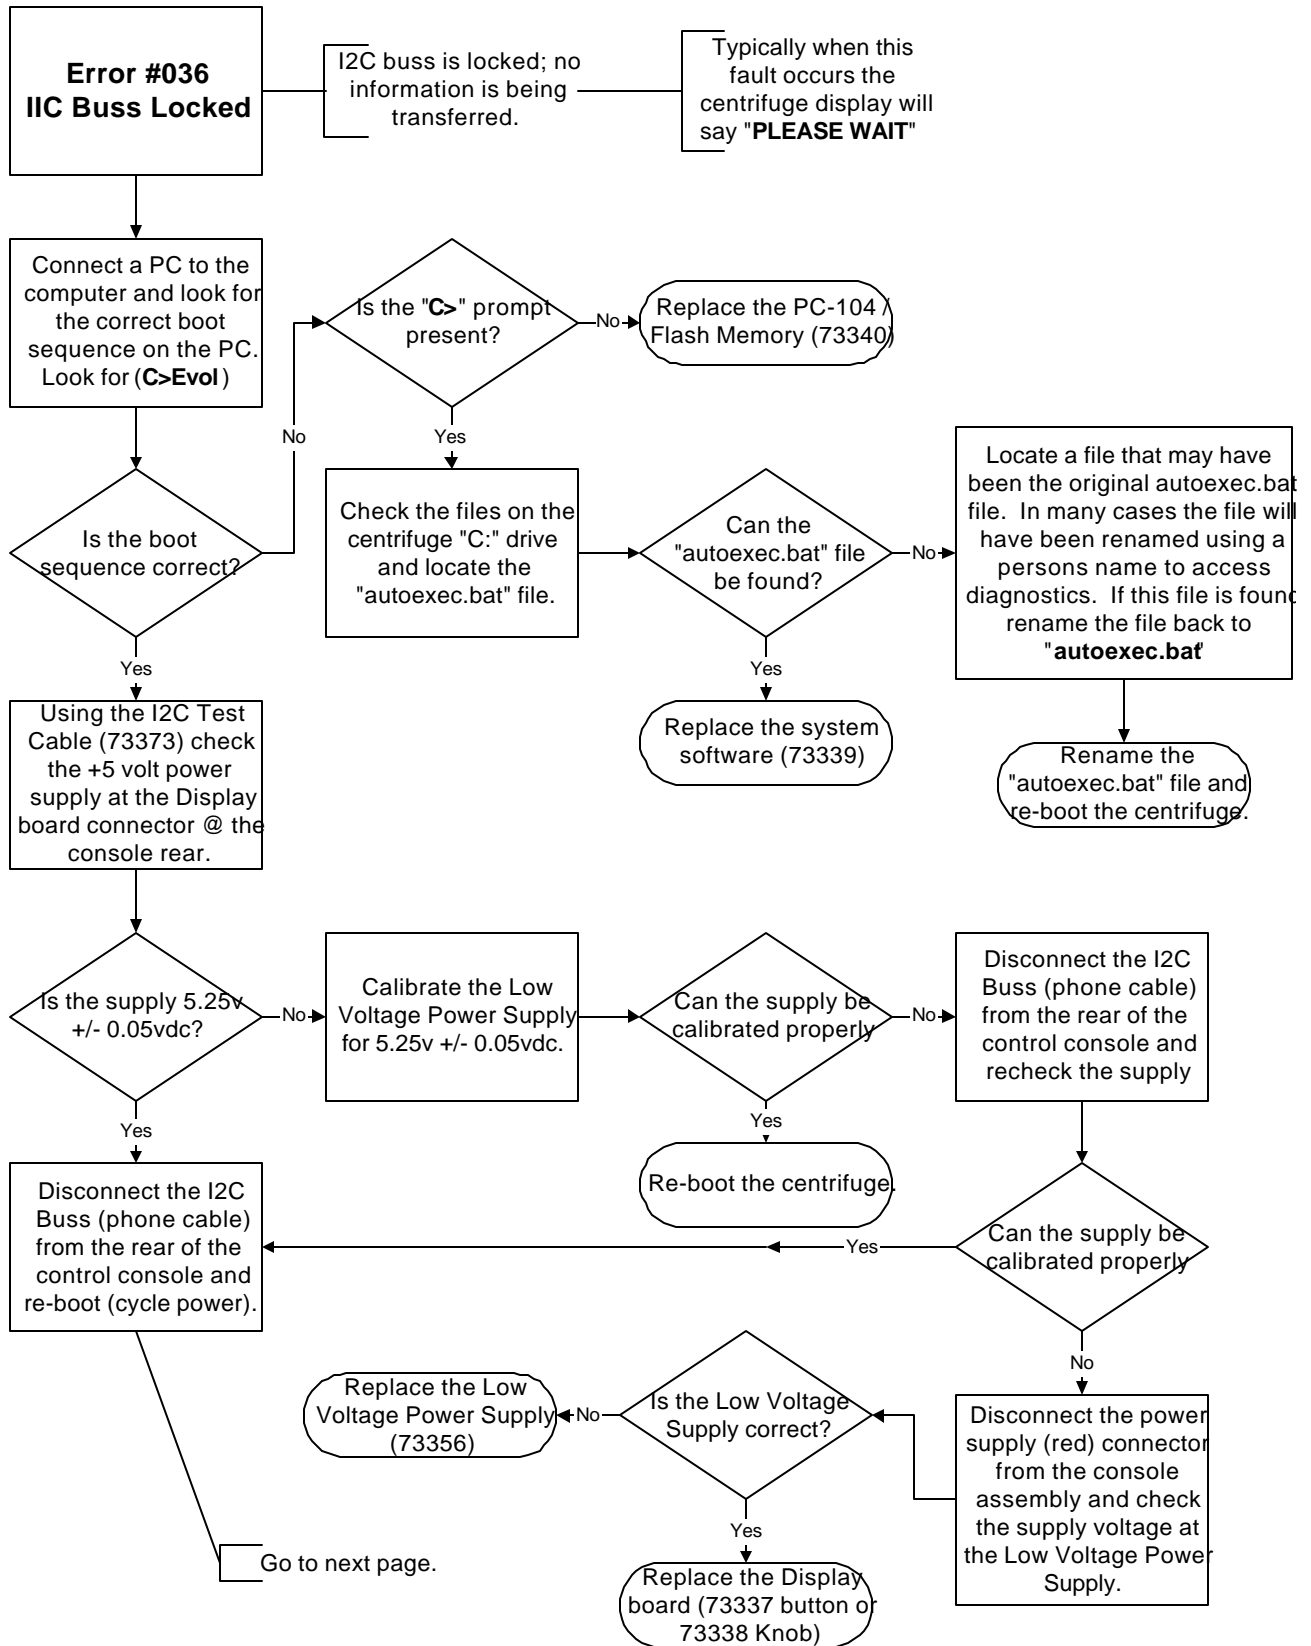 Error #036
IIC Buss Locked
I2C buss is locked; no
information is being
transferred.
Typically when this
fault occurs the
centrifuge display will
say "PLEASE WAIT"
Connect a PC to the
computer and look for
the correct boot
sequence on the PC.
Look for (C>Evol )
Is the "C>" prompt
present?
No
Replace the PC-104 /
Flash Memory (73340)
No
Yes
Is the boot
sequence correct?
Check the files on the
centrifuge "C:" drive
and locate the
"autoexec.bat" file.
Can the
"autoexec.bat" file
be found?
No
Locate a file that may have
been the original autoexec.bat
file.  In many cases the file will
have been renamed using a
persons name to access
diagnostics.  If this file is found
rename the file back to
"autoexec.bat"
Yes
Yes
Using the I2C Test
Cable (73373) check
the +5 volt power
supply at the Display
board connector @ the
console rear.
Replace the system
software (73339)
Rename the
"autoexec.bat" file and
re-boot the centrifuge.
Is the supply 5.25v
+/- 0.05vdc?
No
Calibrate the Low
Voltage Power Supply
for 5.25v +/- 0.05vdc.
Can the supply be
calibrated properly
No
Disconnect the I2C
Buss (phone cable)
from the rear of the
control console and
recheck the supply
Yes
Yes
Disconnect the I2C
Buss (phone cable)
from the rear of the
control console and
re-boot (cycle power).
Re-boot the centrifuge.
Yes
Can the supply be
calibrated properly
No
Replace the Low
Voltage Power Supply
(73356)
No
Is the Low Voltage
Supply correct?
Disconnect the power
supply (red) connector
from the console
assembly and check
the supply voltage at
the Low Voltage Power
Supply.
Yes
Go to next page.
Replace the Display
board (73337 button or
73338 Knob)